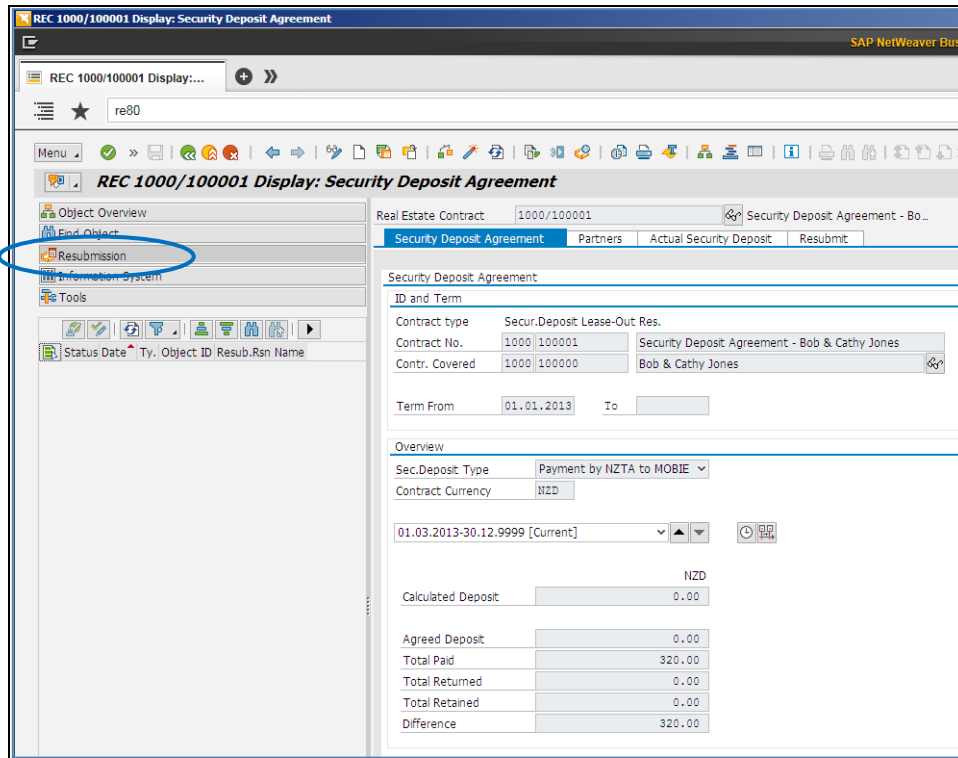 REC 1000/100001 Display: Security Deposit Agreement
SAP NetWeaver Bus
REC 1000/100001 Display:...
re80
Menu
REC 1000/100001 Display: Security Deposit Agreement
Object Overview
Find Object
Resubmission
Information System
Tools
Status Date Ty. Object ID Resub.Rsn Name
Real Estate Contract 1000/100001 Security Deposit Agreement - Bo...
Security Deposit Agreement Partners Actual Security Deposit Resubmit
Security Deposit Agreement
ID and Term
Contract type Secur.Deposit Lease-Out Res.
Contract No. 1000 100001 Security Deposit Agreement - Bob & Cathy Jones
Contr. Covered 1000 100000 Bob & Cathy Jones
Term From 01.01.2013 To
Overview
Sec.Deposit Type Payment by NZTA to MOBIE
Contract Currency NZD
01.03.2013-30.12.9999 [Current]
NZD
Calculated Deposit 0.00
Agreed Deposit 0.00
Total Paid 320.00
Total Returned 0.00
Total Retained 0.00
Difference 320.00